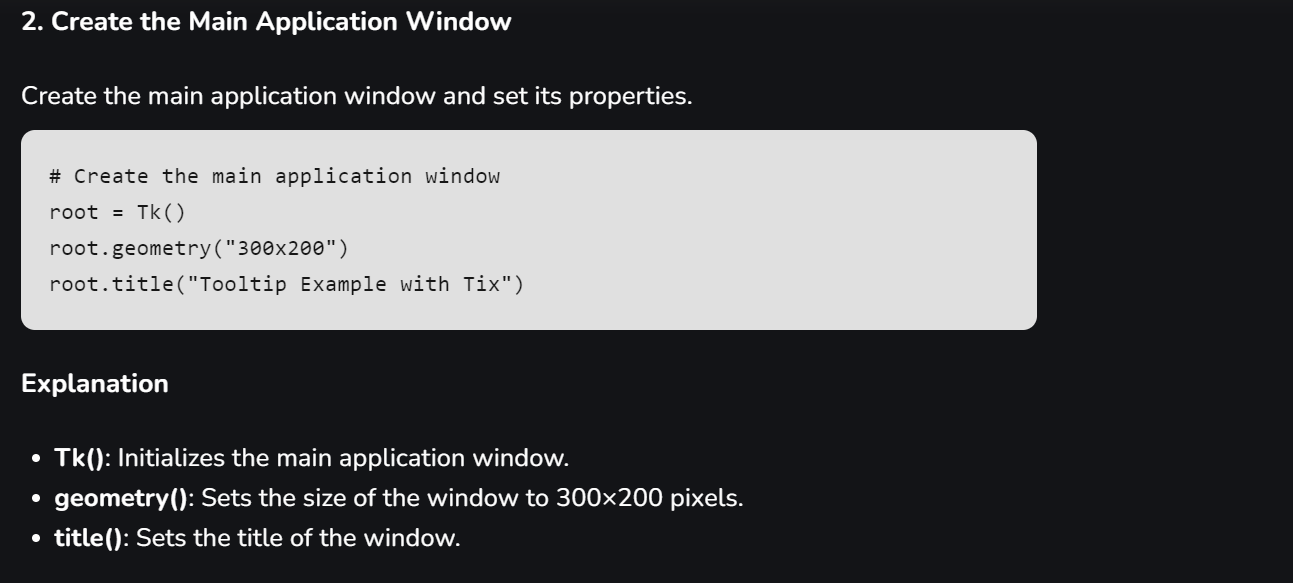 2. Create the Main Application Window
Create the main application window and set its properties.
# Create the main application window
root = Tk()
root.geometry("300x200")
root.title("Tooltip Example with Tix")
Explanation
• Tk(): Initializes the main application window.
• geometry(): Sets the size of the window to 300×200 pixels.
• title(): Sets the title of the window.